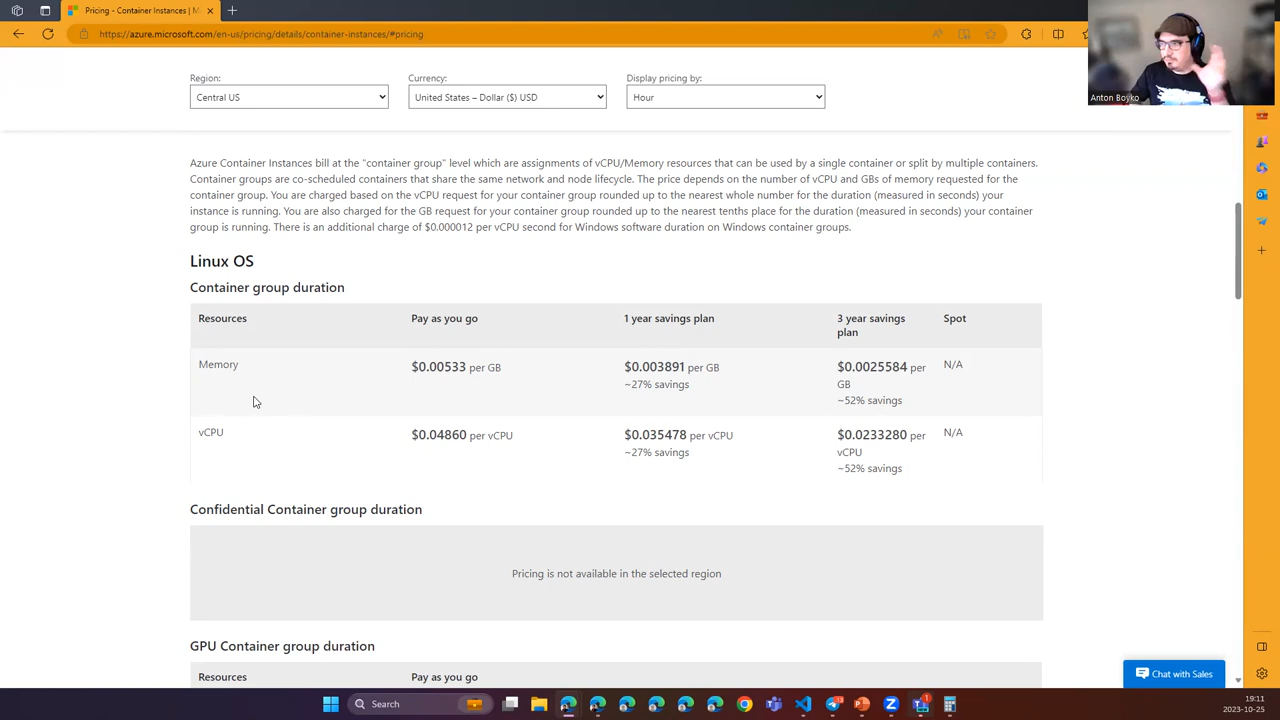 Pricing - Container Instances | M
https://azure.microsoft.com/en-us/pricing/details/container-instances/#pricing
Anton Boyko
Region:
Currency:
Display pricing by:
Central US
United States – Dollar ($) USD
Hour
Azure Container Instances bill at the "container group" level which are assignments of vCPU/Memory resources that can be used by a single container or split by multiple containers.
Container groups are co-scheduled containers that share the same network and node lifecycle. The price depends on the number of vCPU and GBs of memory requested for the
container group. You are charged based on the vCPU request for your container group rounded up to the nearest whole number for the duration (measured in seconds) your
instance is running. You are also charged for the GB request for your container group rounded up to the nearest tenths place for the duration (measured in seconds) your container
group is running. There is an additional charge of $0.000012 per vCPU second for Windows software duration on Windows container groups.
Linux OS
Container group duration
Resources
Pay as you go
1 year savings plan
3 year savings
plan
Spot
Memory
$0.00533 per GB
$0.003891 per GB
~27% savings
$0.0025584 per
GB
~52% savings
N/A
vCPU
$0.04860 per vCPU
$0.035478 per vCPU
~27% savings
$0.0233280 per
vCPU
~52% savings
N/A
Confidential Container group duration
Pricing is not available in the selected region
GPU Container group duration
Resources
Pay as you go
Chat with Sales
Search
19:11
2023-10-25